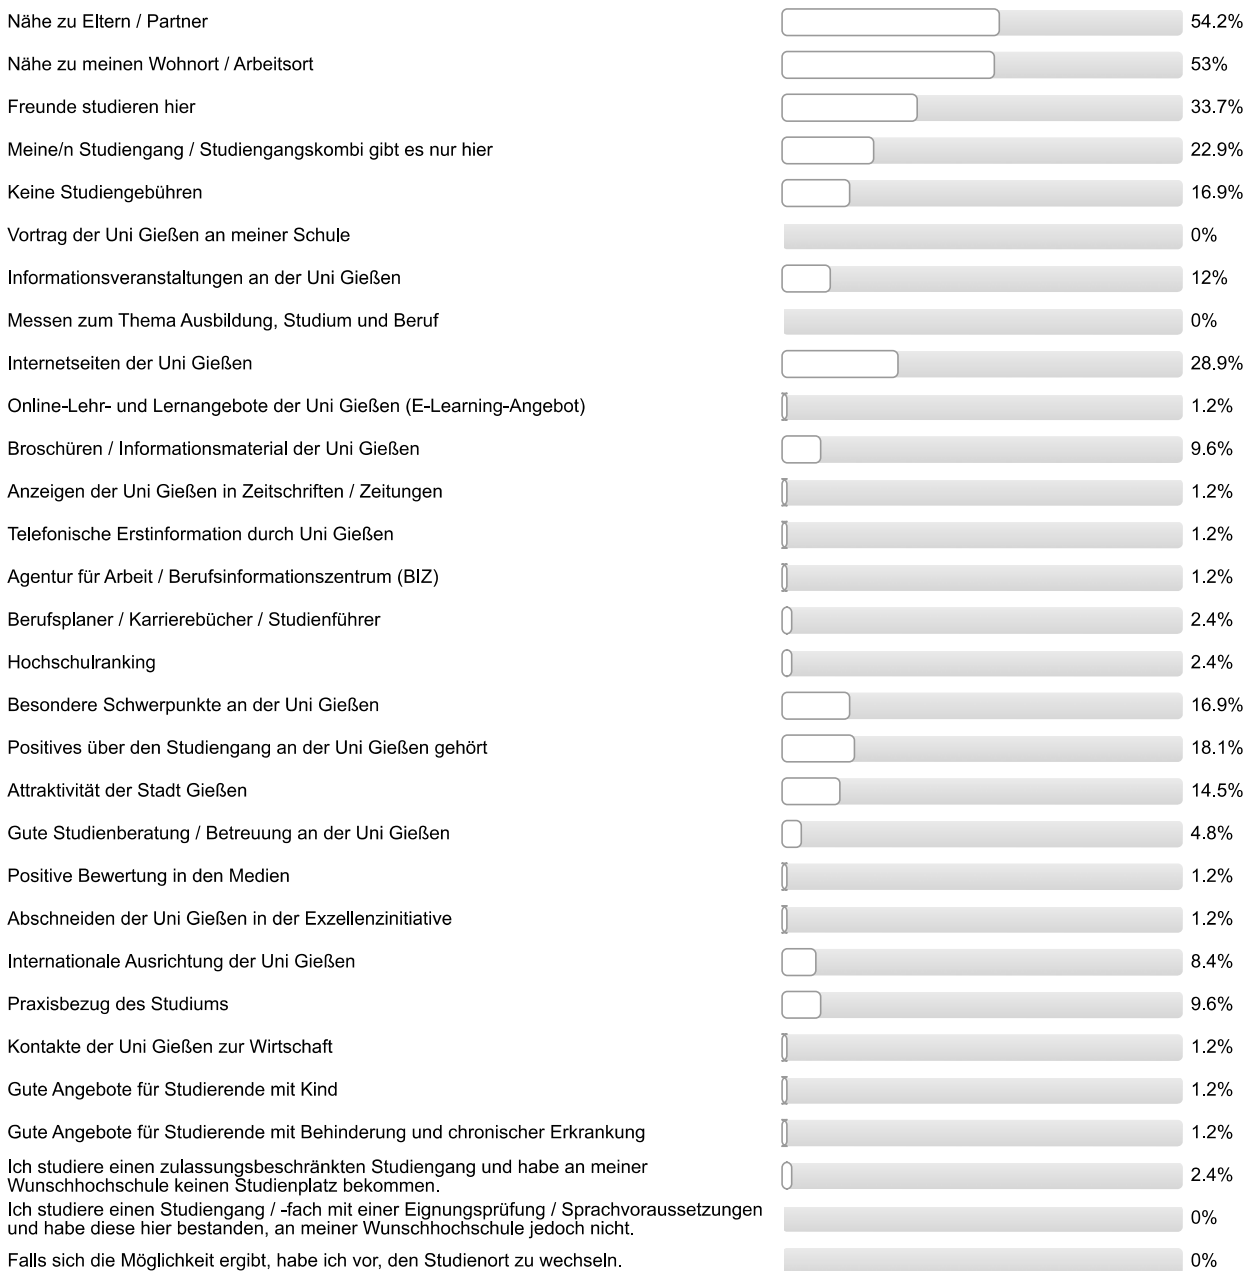 Nähe zu Eltern / Partner 54.2%
Nähe zu meinen Wohnort / Arbeitsort 53%
Freunde studieren hier 33.7%
Meine/n Studiengang / Studiengangskombi gibt es nur hier 22.9%
Keine Studiengebühren 16.9%
Vortrag der Uni Gießen an meiner Schule 0%
Informationsveranstaltungen an der Uni Gießen 12%
Messen zum Thema Ausbildung, Studium und Beruf 0%
Internetseiten der Uni Gießen 28.9%
Online-Lehr- und Lernangebote der Uni Gießen (E-Learning-Angebot) 1.2%
Broschüren / Informationsmaterial der Uni Gießen 9.6%
Anzeigen der Uni Gießen in Zeitschriften / Zeitungen 1.2%
Telefonische Erstinformation durch Uni Gießen 1.2%
Agentur für Arbeit / Berufsinformationszentrum (BIZ) 1.2%
Berufsplaner / Karrierebücher / Studienführer 2.4%
Hochschulranking 2.4%
Besondere Schwerpunkte an der Uni Gießen 16.9%
Positives über den Studiengang an der Uni Gießen gehört 18.1%
Attraktivität der Stadt Gießen 14.5%
Gute Studienberatung / Betreuung an der Uni Gießen 4.8%
Positive Bewertung in den Medien 1.2%
Abschneiden der Uni Gießen in der Exzellenzinitiative 1.2%
Internationale Ausrichtung der Uni Gießen 8.4%
Praxisbezug des Studiums 9.6%
Kontakte der Uni Gießen zur Wirtschaft 1.2%
Gute Angebote für Studierende mit Kind 1.2%
Gute Angebote für Studierende mit Behinderung und chronischer Erkrankung 1.2%
Ich studiere einen zulassungsbeschränkten Studiengang und habe an meiner
Wunschhochschule keinen Studienplatz bekommen. 2.4%
Ich studiere einen Studiengang / -fach mit einer Eignungsprüfung / Sprachvoraussetzungen
und habe diese hier bestanden, an meiner Wunschhochschule jedoch nicht. 0%
Falls sich die Möglichkeit ergibt, habe ich vor, den Studienort zu wechseln. 0%